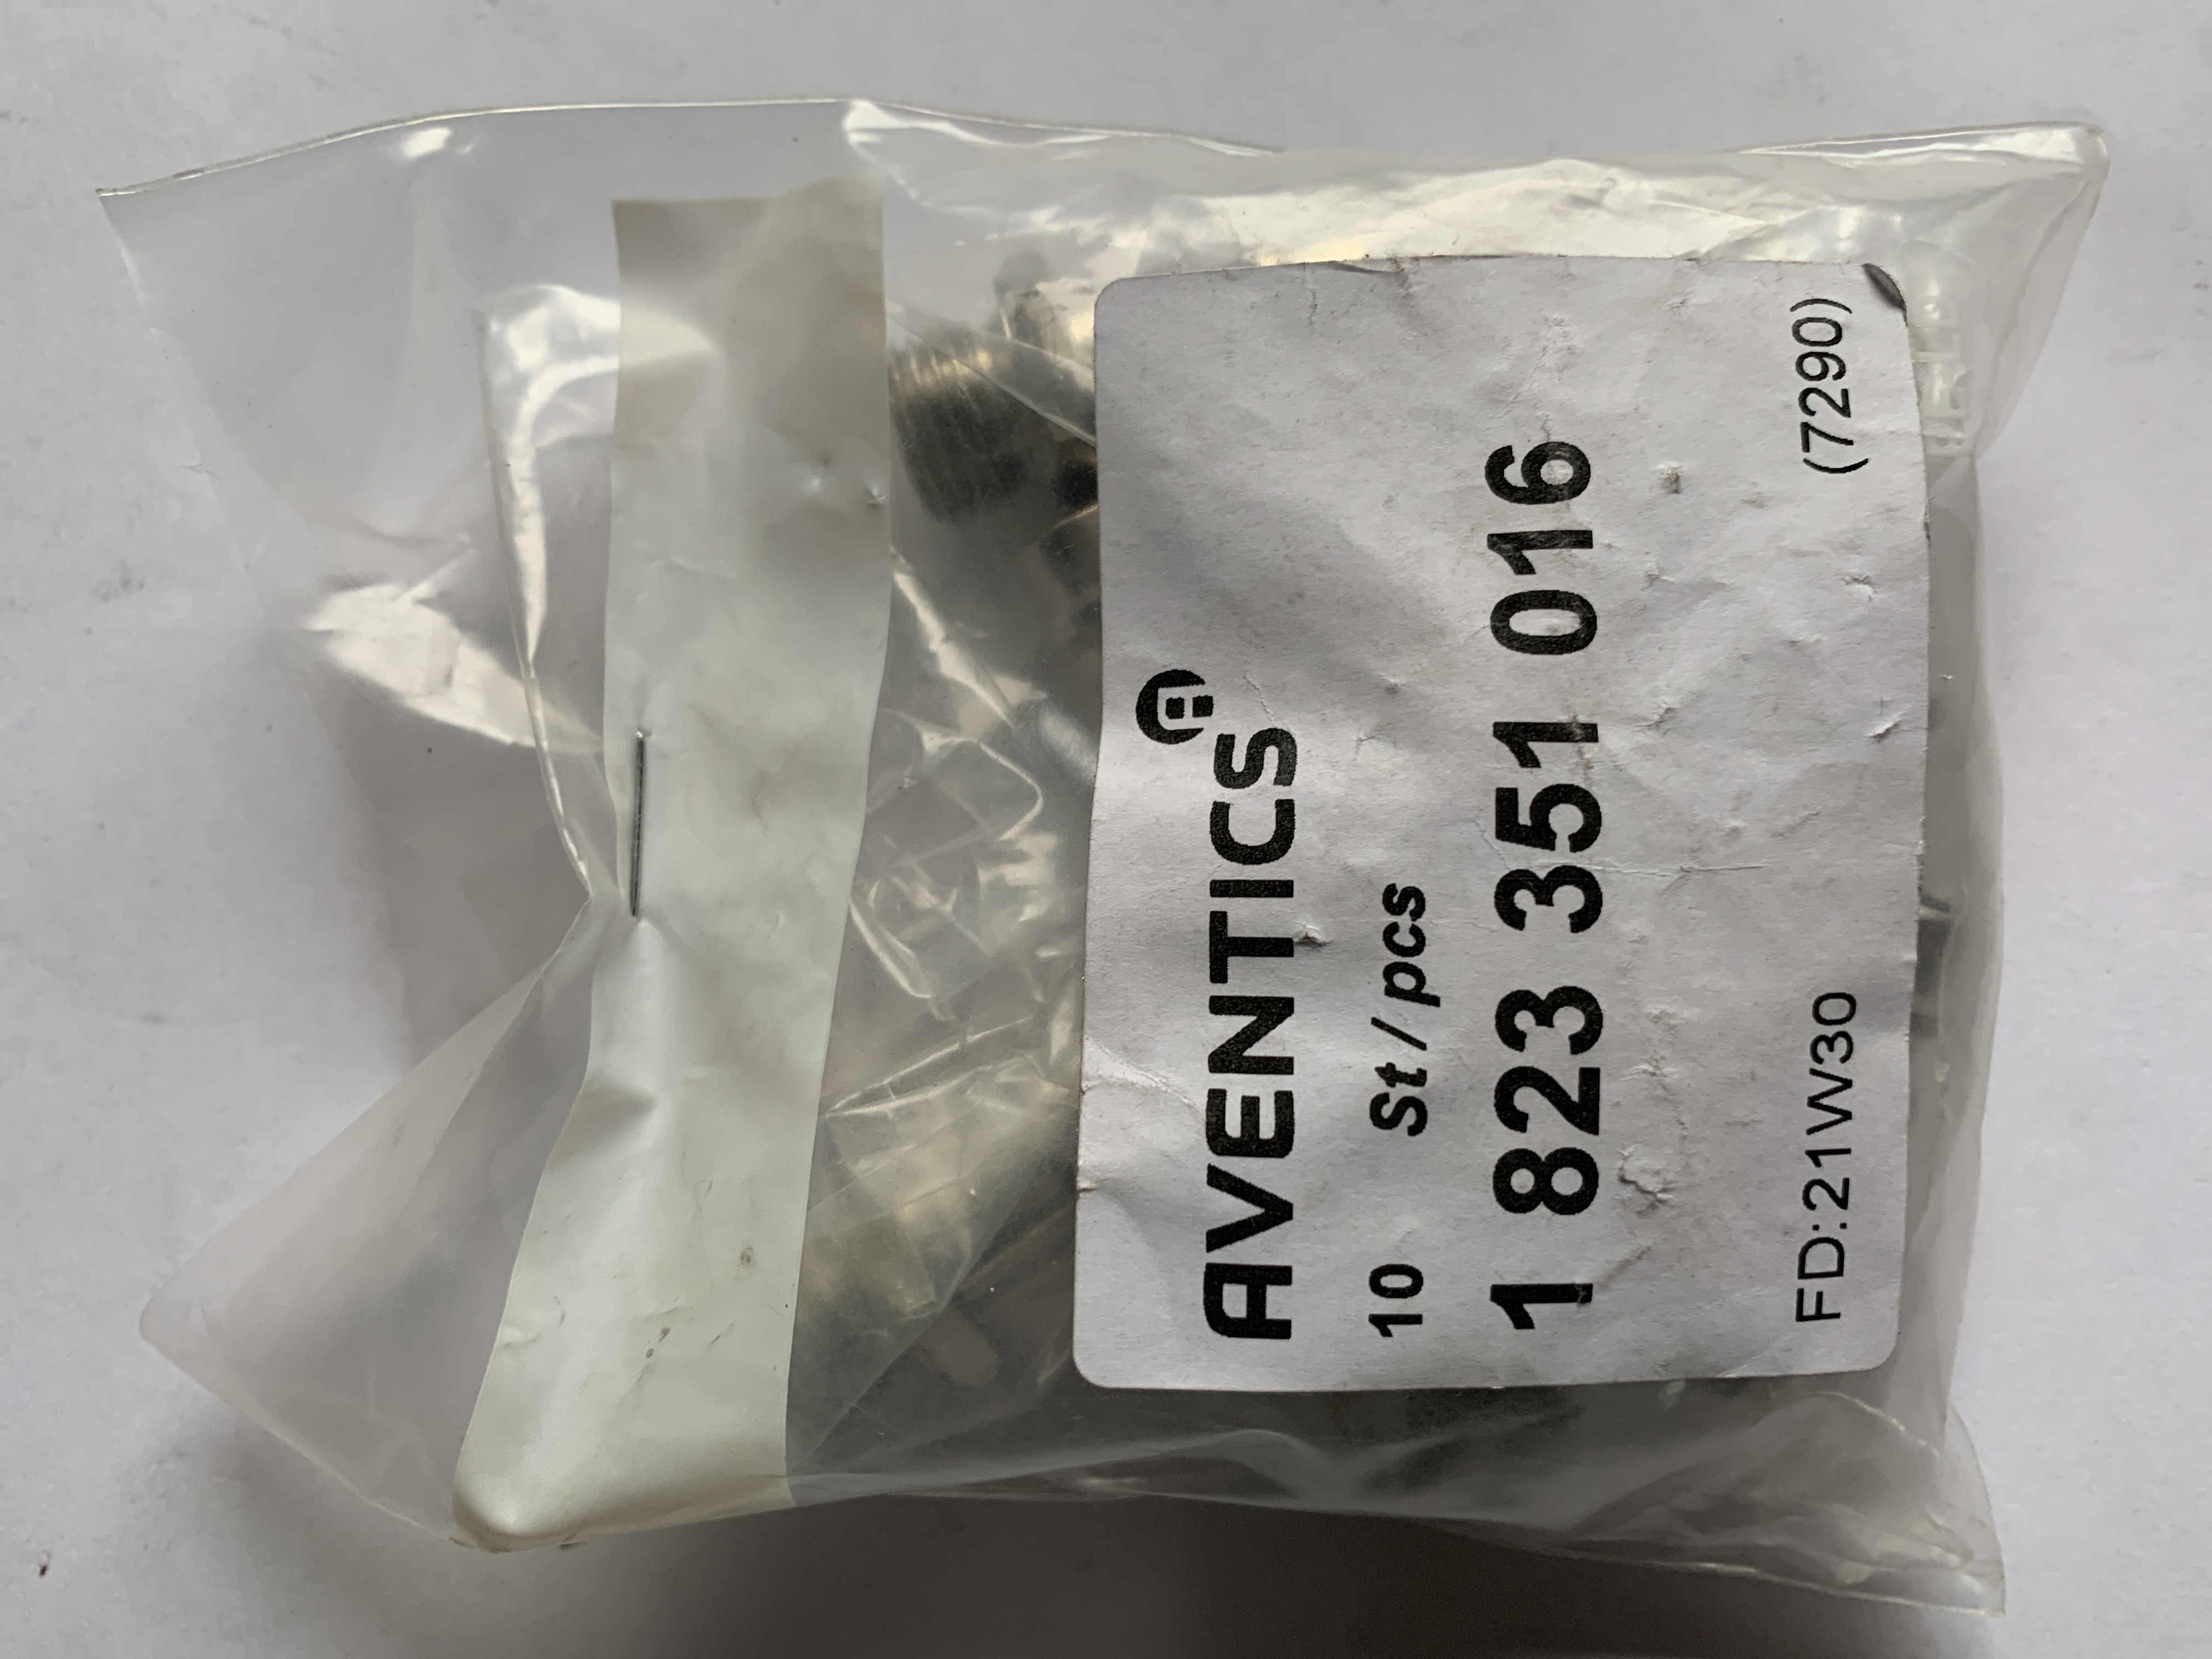 AVENTICS
10 St/pcs
1 823 351 016
FD:21W30 (7290)